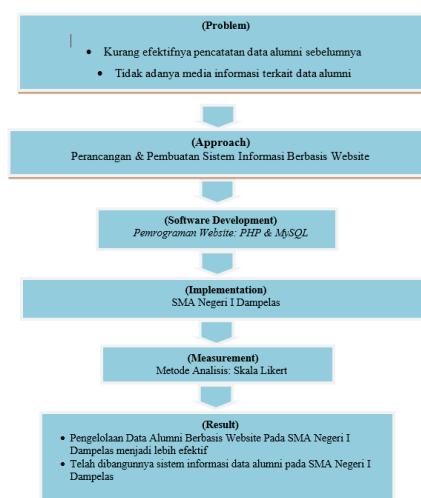 (Problem)
• Kurang efektifnya pencatatan data alumni sebelumnya
• Tidak adanya media informasi terkait data alumni
(Approach)
Perancangan & Pembuatan Sistem Informasi Berbasis Website
(Software Development)
Pemrograman Website: PHP & MySQL
(Implementation)
SMA Negeri I Dampelas
(Measurement)
Metode Analisis: Skala Likert
(Result)
• Pengelolaan Data Alumni Berbasis Website Pada SMA Negeri I
Dampelas menjadi lebih efektif
• Telah dibangunnya sistem informasi data alumni pada SMA Negeri I
Dampelas